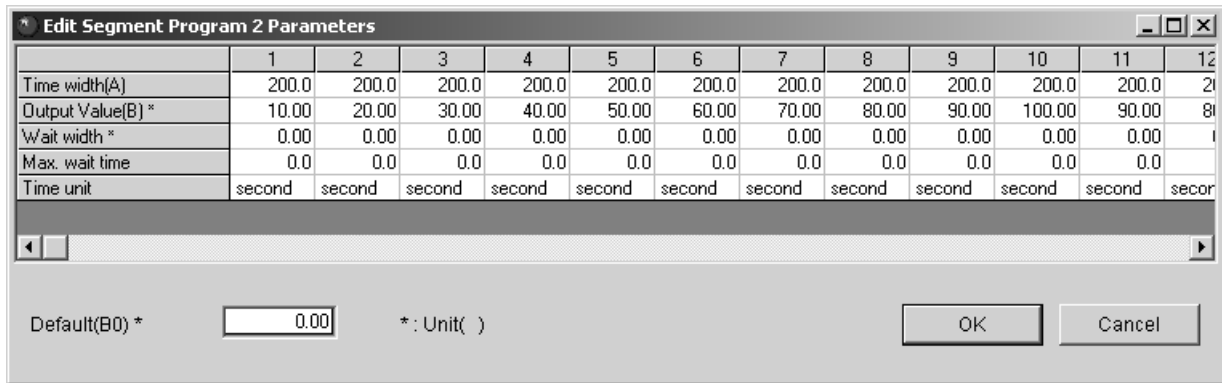 Edit Segment Program 2 Parameters
1 2 3 4 5 6 7 8 9 10 11 12
Time width(A) 200.0 200.0 200.0 200.0 200.0 200.0 200.0 200.0 200.0 200.0 200.0 20
Output Value(B) * 10.00 20.00 30.00 40.00 50.00 60.00 70.00 80.00 90.00 100.00 90.00 80
Wait width * 0.00 0.00 0.00 0.00 0.00 0.00 0.00 0.00 0.00 0.00 0.00
Max. wait time 0.0 0.0 0.0 0.0 0.0 0.0 0.0 0.0 0.0 0.0 0.0
Time unit second second second second second second second second second second second secor
Default(B0) * 0.00 * : Unit( ) OK Cancel